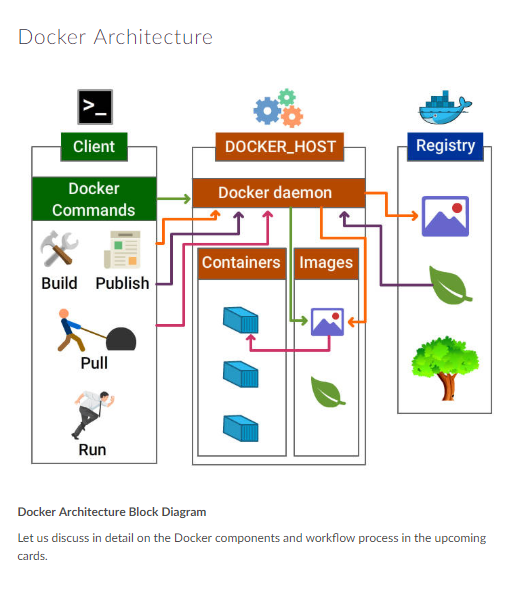 Docker Architecture
>_
Client
DOCKER_HOST
Registry
Docker
Commands
Docker daemon
Build
Publish
Containers
Images
Pull
Run
Docker Architecture Block Diagram
Let us discuss in detail on the Docker components and workflow process in the upcoming
cards.